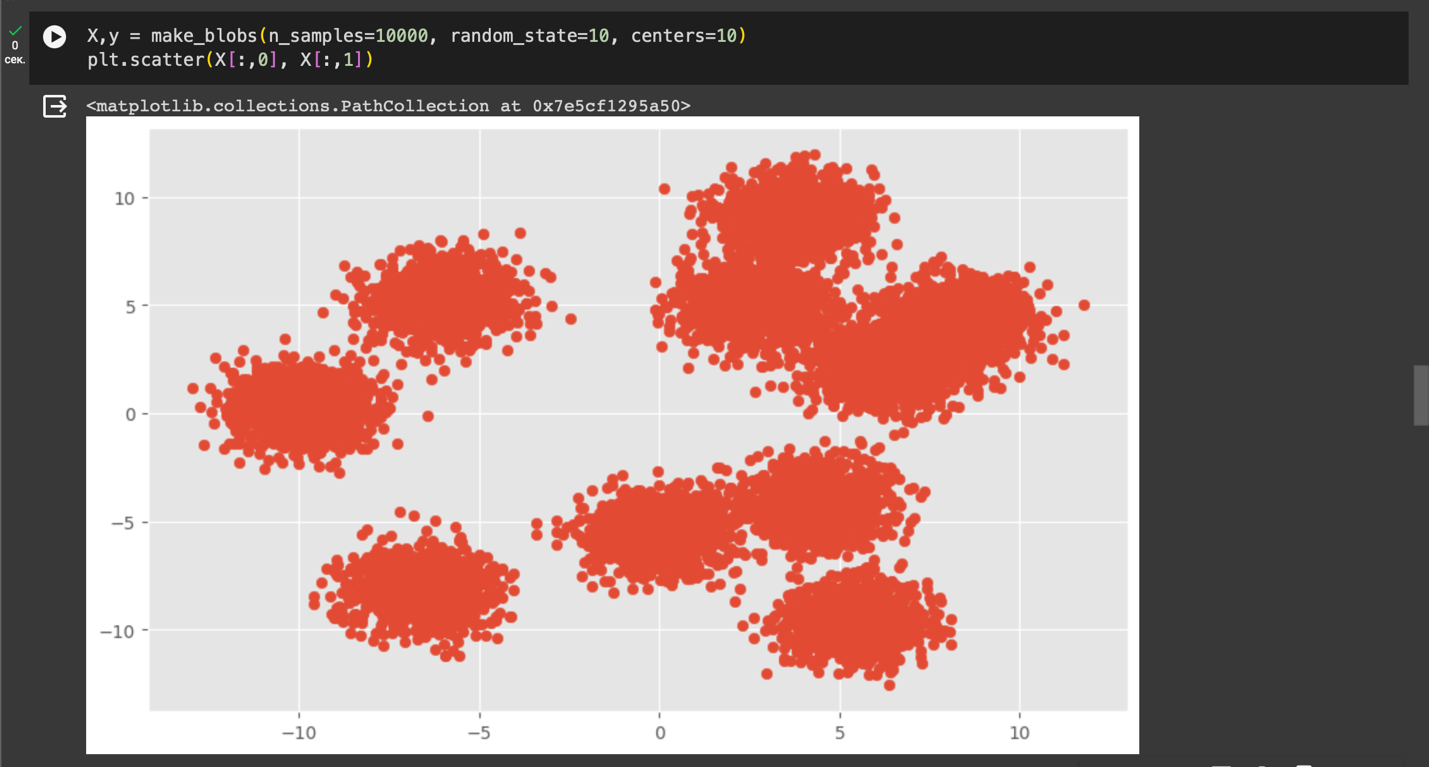 X,y = make_blobs(n_samples=10000, random_state=10, centers=10)
plt.scatter(X[:,0], X[:,1])
0
сек.
<matplotlib.collections.PathCollection at 0x7e5cf1295a50>
10
5
0
−5
−10
−10
−5
0
5
10